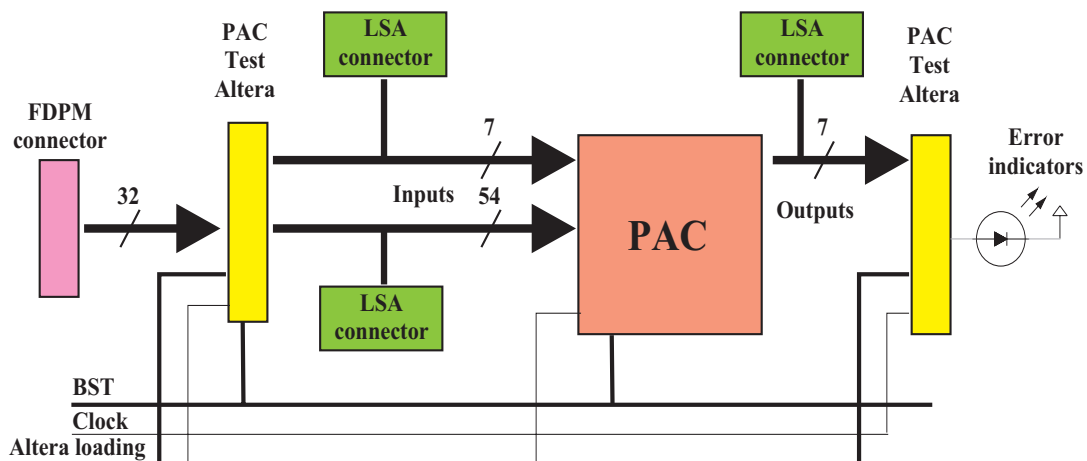 PAC
Test
Altera
LSA
connector
LSA
connector
PAC
Test
Altera
FDPM
connector
7
7
Error
indicators
32
Inputs
54
Outputs
PAC
LSA
connector
BST
Clock
Altera loading